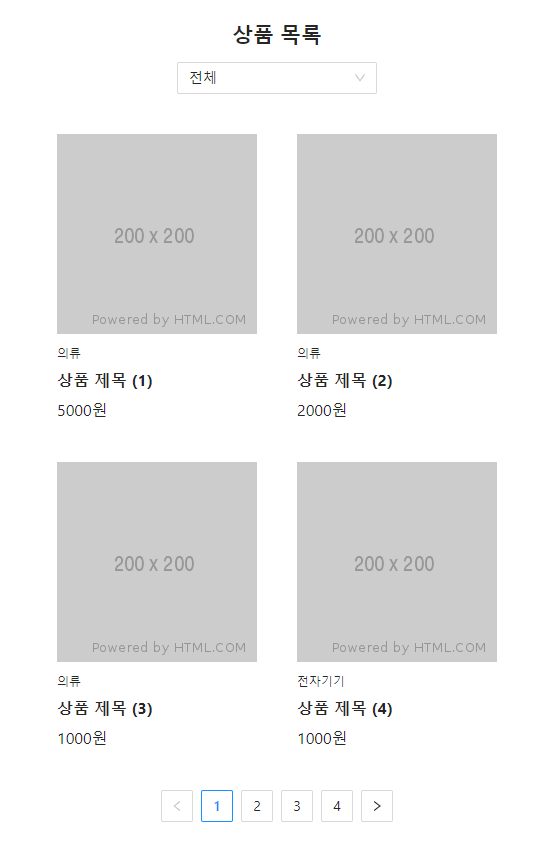 상품 목록
전체
200 x 200
Powered by HTML.COM
의류
상품 제목 (1)
5000원
200 x 200
Powered by HTML.COM
의류
상품 제목 (2)
2000원
200 x 200
Powered by HTML.COM
의류
상품 제목 (3)
1000원
200 x 200
Powered by HTML.COM
전자기기
상품 제목 (4)
1000원
< 1 2 3 4 >